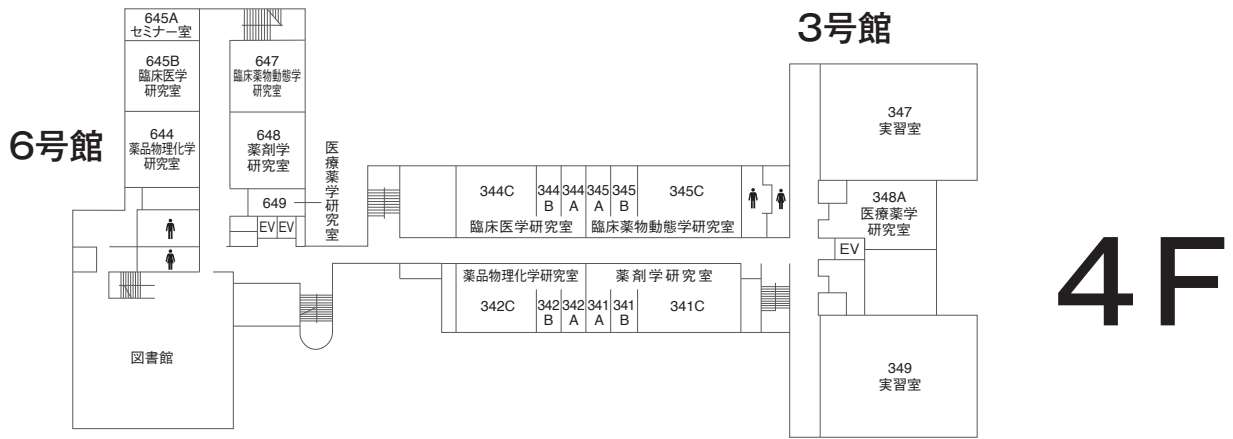 3号館
6号館
4F
645A
セミナー室
645B
臨床医学
研究室
644
薬品物理化学
研究室
647
臨床薬物動態学
研究室
648
薬剤学
研究室
649
医療薬学研究室
EV
EV
図書館
344C
344
B
344
A
345
A
345
B
345C
臨床医学研究室
臨床薬物動態学研究室
薬品物理化学研究室
薬剤学研究室
342C
342
B
342
A
341
A
341
B
341C
347
実習室
348A
医療薬学
研究室
EV
349
実習室